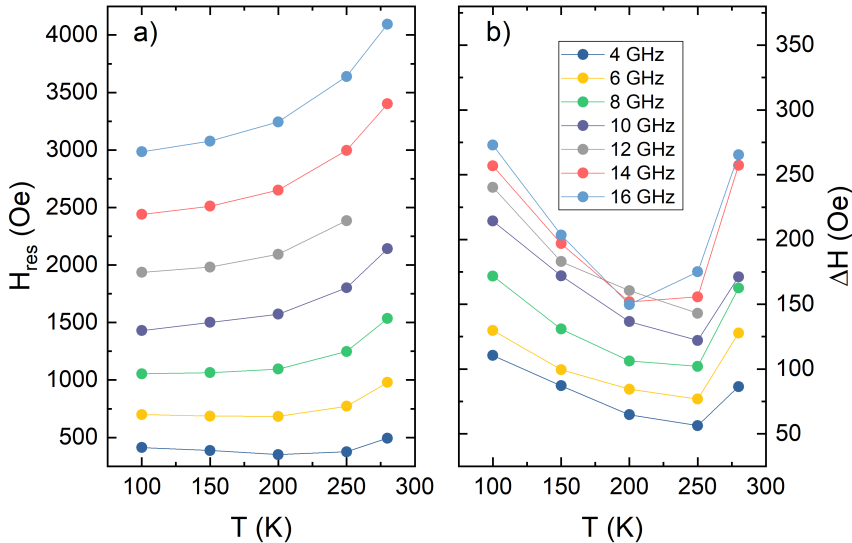 a)
4000
3500
3000
2500
2000
1500
1000
500
H_res (Oe)
100 150 200 250 300
T (K)
b)
4 GHz
6 GHz
8 GHz
10 GHz
12 GHz
14 GHz
16 GHz
350
300
250
200
150
100
50
ΔH (Oe)
100 150 200 250 300
T (K)